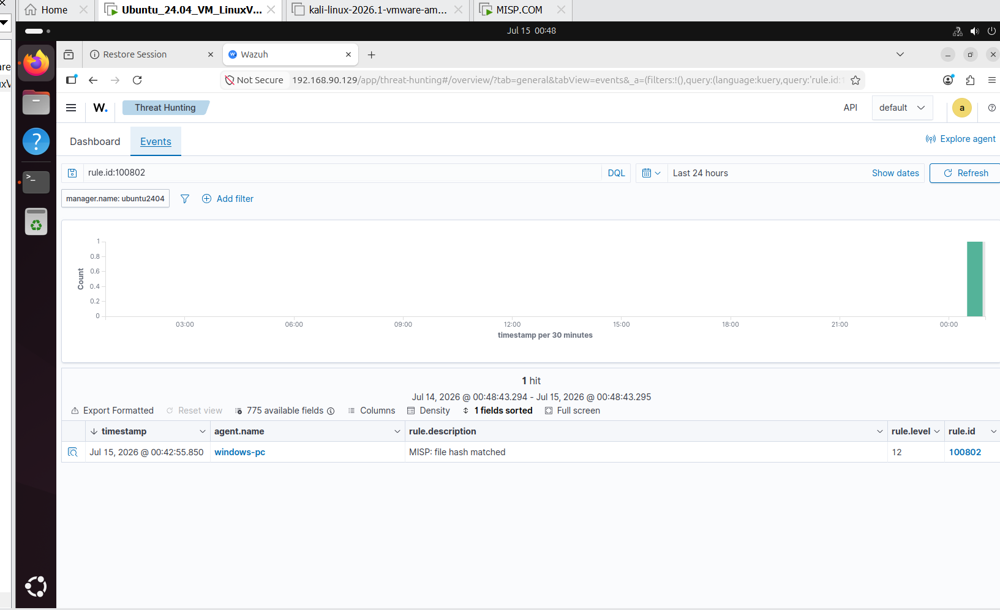 Home
Ubuntu_24.04_VM_LinuxV...
kali-linux-2026.1-vmware-am...
MISP.COM
Jul 15 00:48
Restore Session
Wazuh
Not Secure 192.168.90.129/app/threat-hunting#/overview/?tab=general&tabView=events&_a=(filters:!(),query:(language:kuery,query:'rule.id:1
W. Threat Hunting API default a
Dashboard Events Explore agent
rule.id:100802 DQL Last 24 hours Show dates Refresh
manager.name: ubuntu2404 Add filter
1
0.8
0.6
0.4
0.2
0
Count
03:00 06:00 09:00 12:00 15:00 18:00 21:00 00:00
timestamp per 30 minutes
1 hit
Jul 14, 2026 @ 00:48:43.294 - Jul 15, 2026 @ 00:48:43.295
Export Formatted Reset view 775 available fields Columns Density 1 fields sorted Full screen
timestamp agent.name rule.description rule.level rule.id
Jul 15, 2026 @ 00:42:55.850 windows-pc MISP: file hash matched 12 100802